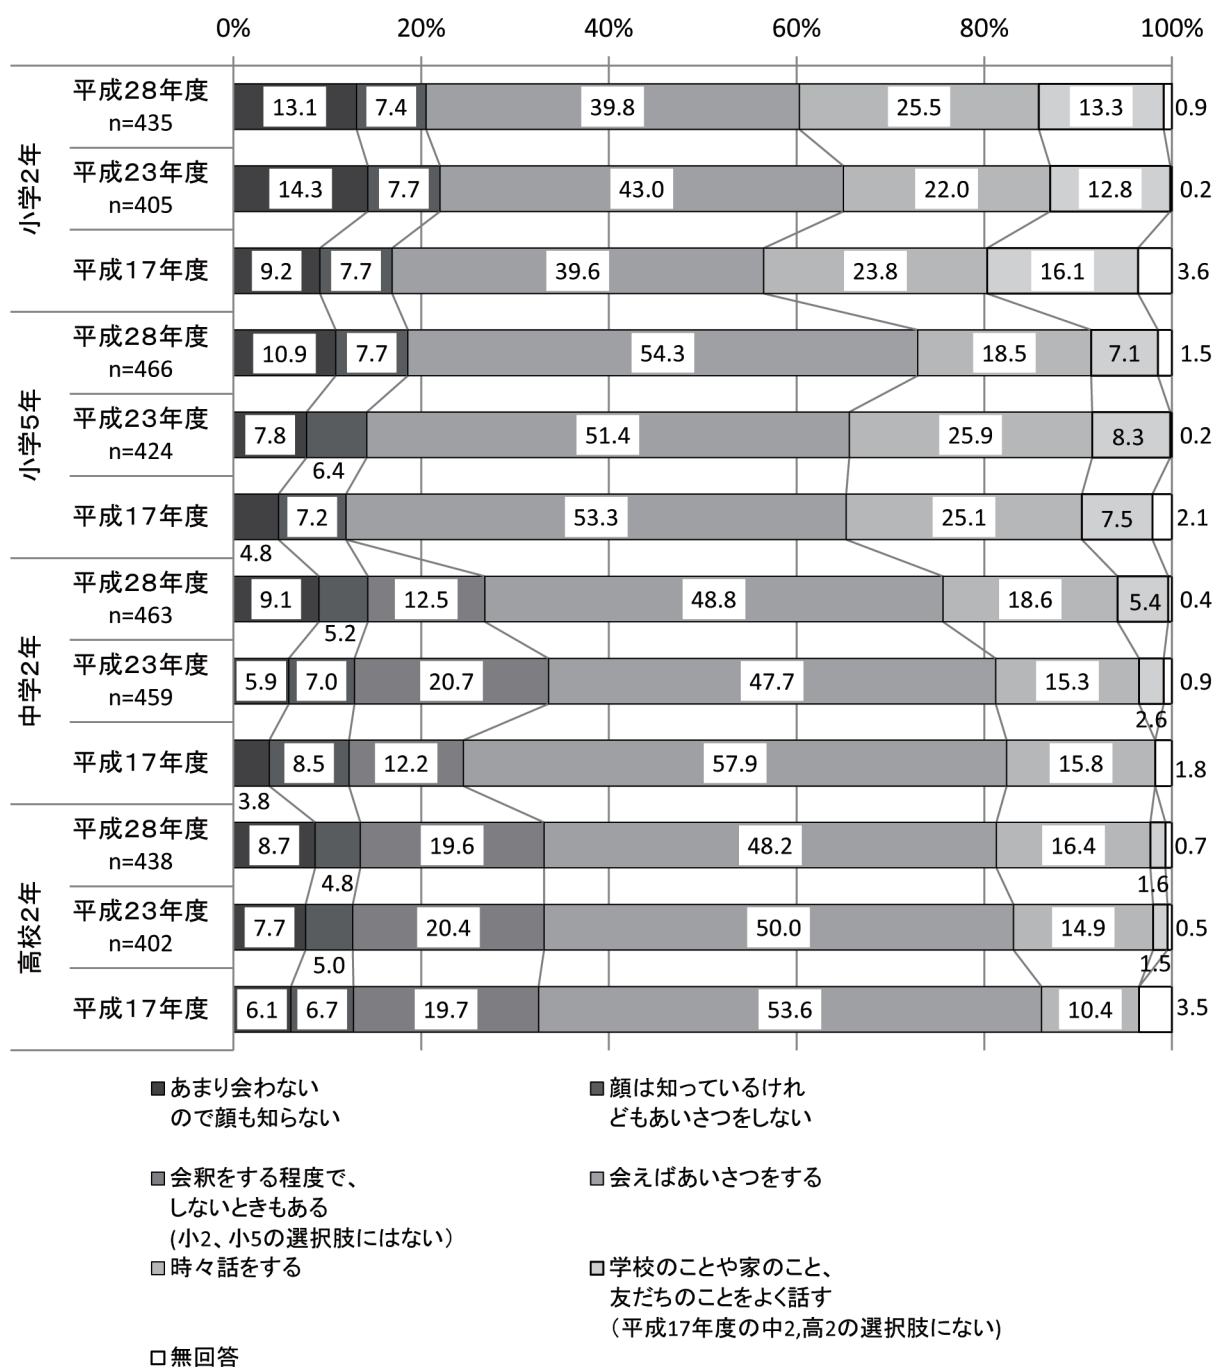 0% 20% 40% 60% 80% 100%
小学2年
平成28年度
n=435
13.1 7.4 39.8 25.5 13.3 0.9
平成23年度
n=405
14.3 7.7 43.0 22.0 12.8 0.2
平成17年度
9.2 7.7 39.6 23.8 16.1 3.6
小学5年
平成28年度
n=466
10.9 7.7 54.3 18.5 7.1 1.5
平成23年度
n=424
7.8 6.4 51.4 25.9 8.3 0.2
平成17年度
4.8 7.2 53.3 25.1 7.5 2.1
中学2年
平成28年度
n=463
9.1 5.2 12.5 48.8 18.6 5.4 0.4
平成23年度
n=459
5.9 7.0 20.7 47.7 15.3 2.6 0.9
平成17年度
3.8 8.5 12.2 57.9 15.8 1.8
高校2年
平成28年度
n=438
8.7 4.8 19.6 48.2 16.4 1.6 0.7
平成23年度
n=402
7.7 5.0 20.4 50.0 14.9 1.5 0.5
平成17年度
6.1 6.7 19.7 53.6 10.4 3.5
あまり会わない
ので顔も知らない
顔は知っているけれ
どもあいさつをしない
会釈をする程度で、
しないときもある
(小2、小5の選択肢にはない）
会えばあいさつをする
時々話をする
学校のことや家のこと、
友だちのことをよく話す
（平成17年度の中2,高2の選択肢にない)
無回答